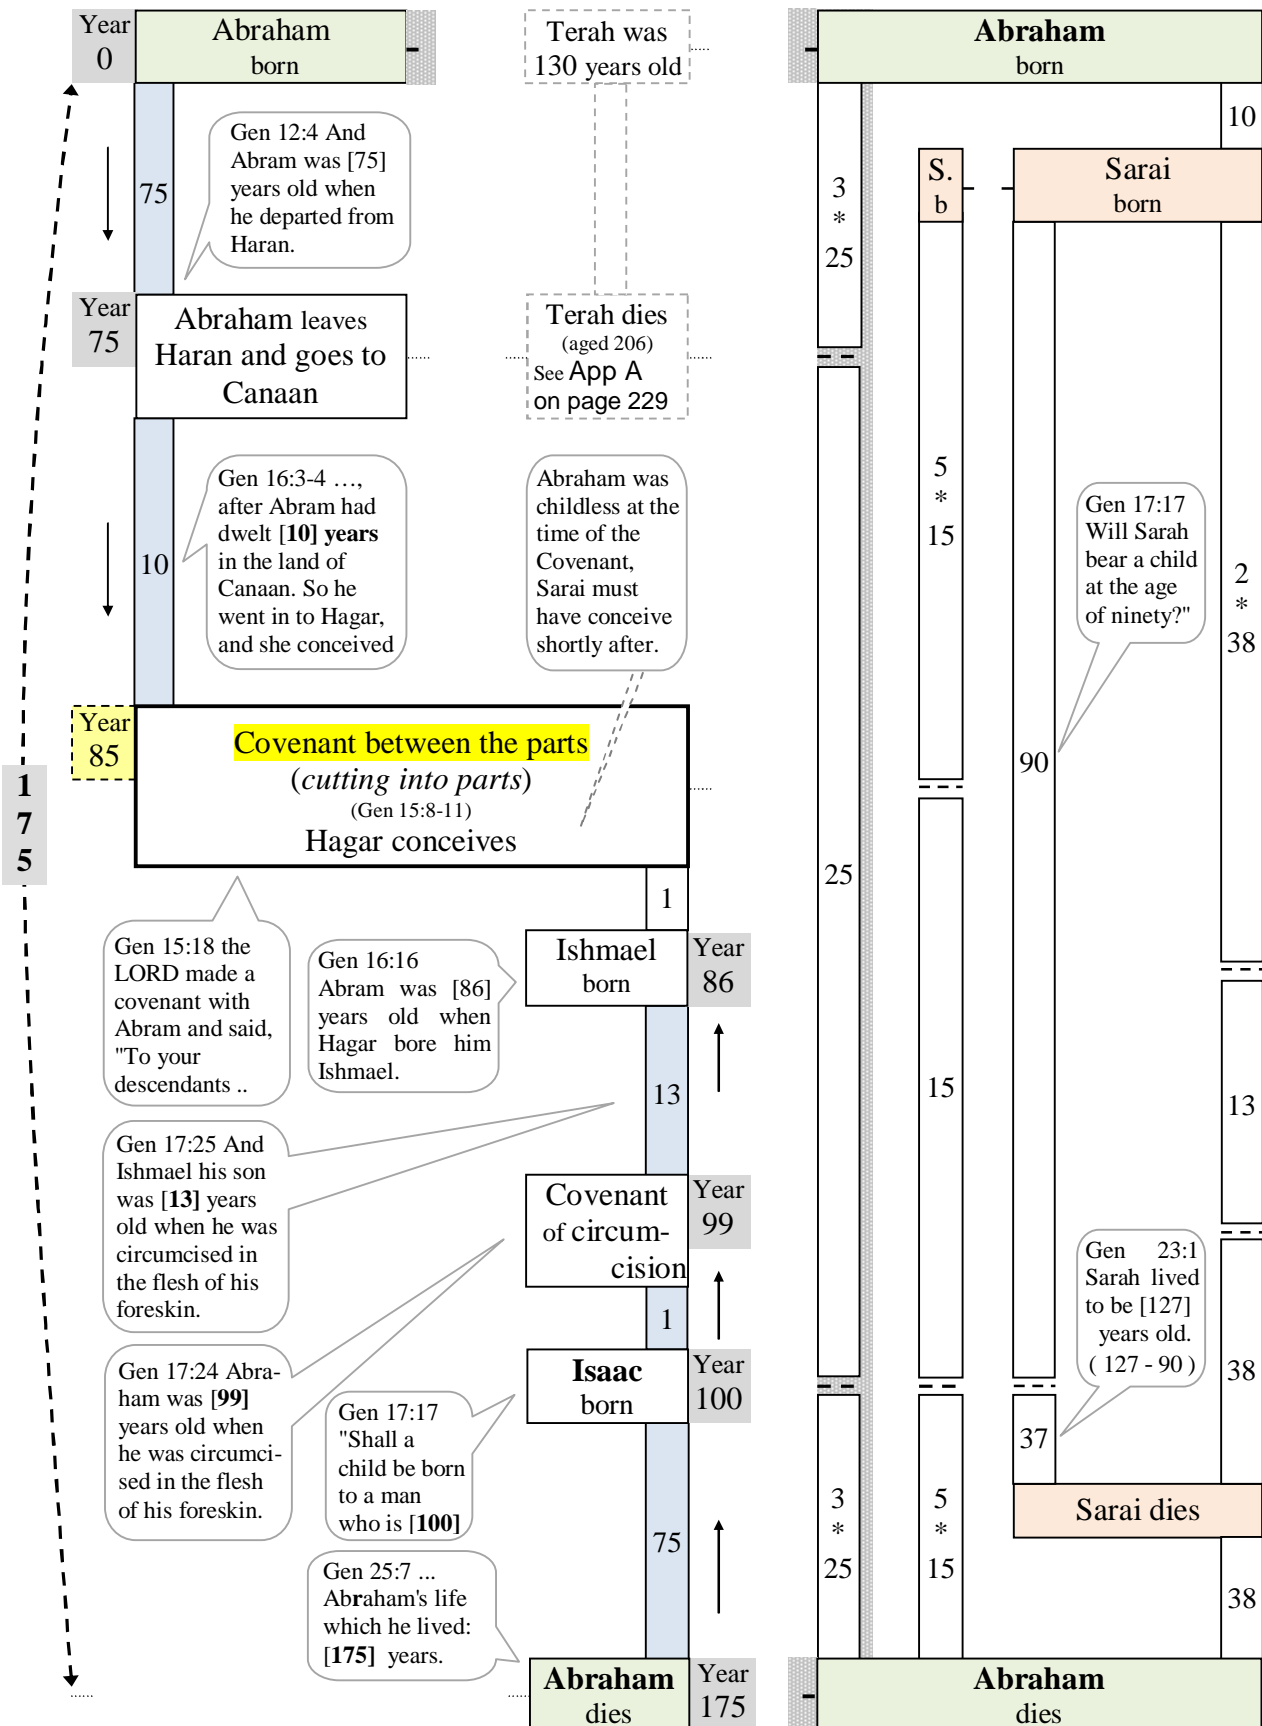 Year
0
Abraham
born
Terah was
130 years old
Abraham
born
10
Gen 12:4 And
Abram was [75]
years old when
he departed from
Haran.
75
3
*
25
S.
b
Sarai
born
Year
75
Abraham leaves
Haran and goes to
Canaan
Terah dies
(aged 206)
See App A
on page 229
Gen 16:3-4 …,
after Abram had
dwelt [10] years
in the land of
Canaan. So he
went in to Hagar,
and she conceived
10
Abraham was
childless at the
time of the
Covenant,
Sarai must
have conceive
shortly after.
5
*
15
Gen 17:17
Will Sarah
bear a child
at the age
of ninety?"
2
*
38
Year
85
Covenant between the parts
(cutting into parts)
(Gen 15:8-11)
Hagar conceives
90
1
7
5
25
1
Gen 15:18 the
LORD made a
covenant with
Abram and said,
"To your
descendants ..
Gen 16:16
Abram was [86]
years old when
Hagar bore him
Ishmael.
Ishmael
born
Year
86
13
15
13
Gen 17:25 And
Ishmael his son
was [13] years
old when he was
circumcised in
the flesh of his
foreskin.
Covenant
of circum-
cision
Year
99
Gen 23:1
Sarah lived
to be [127]
years old.
( 127 - 90 )
1
Gen 17:24 Abra-
ham was [99]
years old when
he was circumci-
sed in the flesh
of his foreskin.
Gen 17:17
"Shall a
child be born
to a man
who is [100]
Isaac
born
Year
100
38
37
75
3
*
25
5
*
15
Sarai dies
38
Gen 25:7 ...
Abraham's life
which he lived:
[175] years.
Abraham
dies
Year
175
Abraham
dies